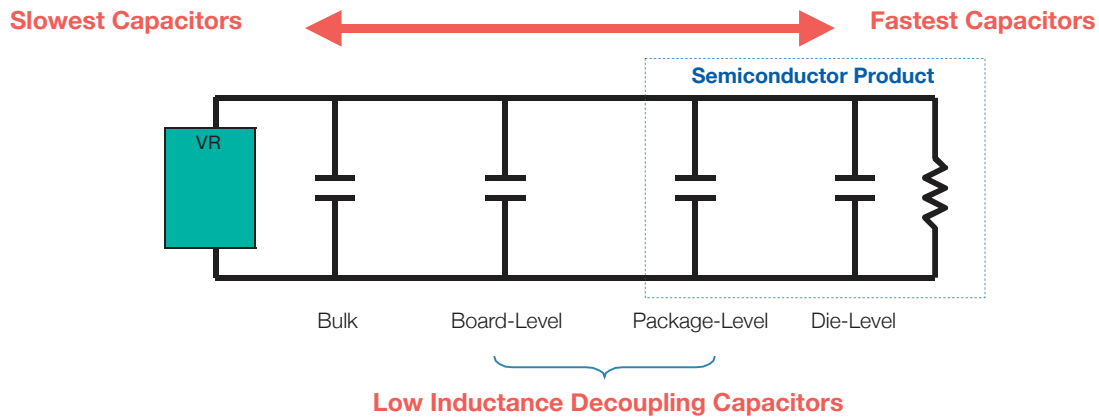 Slowest Capacitors
Fastest Capacitors
Semiconductor Product
VR
Bulk
Board-Level
Package-Level
Die-Level
Low Inductance Decoupling Capacitors